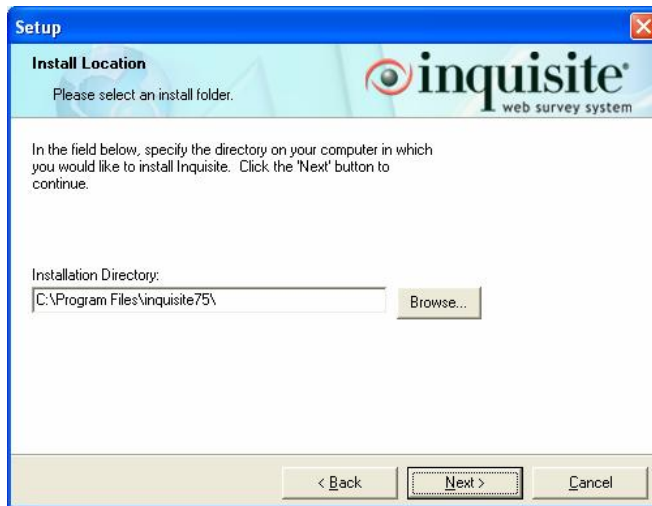 Setup
Install Location
Please select an install folder.
inquisite®
web survey system
In the field below, specify the directory on your computer in which
you would like to install Inquisite. Click the 'Next' button to
continue.
Installation Directory:
C:\Program Files\inquisite75\
Browse...
< Back
Next >
Cancel